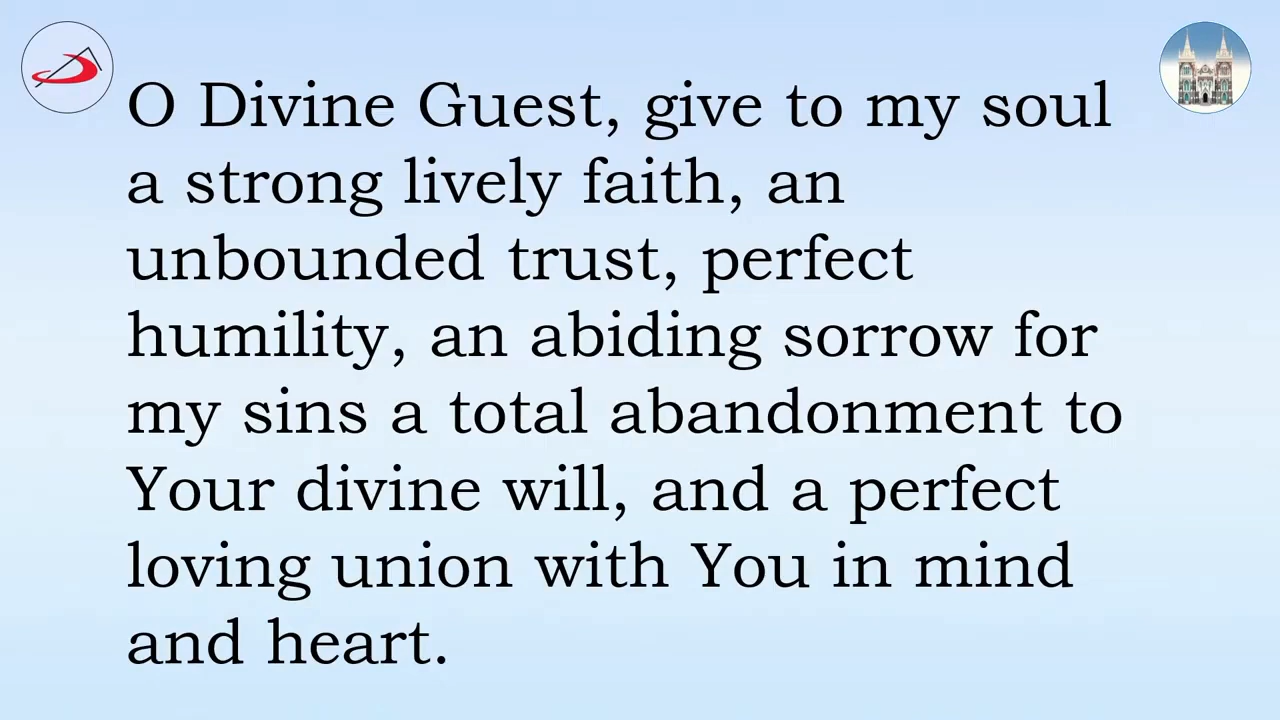 O Divine Guest, give to my soul
a strong lively faith, an
unbounded trust, perfect
humility, an abiding sorrow for
my sins a total abandonment to
Your divine will, and a perfect
loving union with You in mind
and heart.